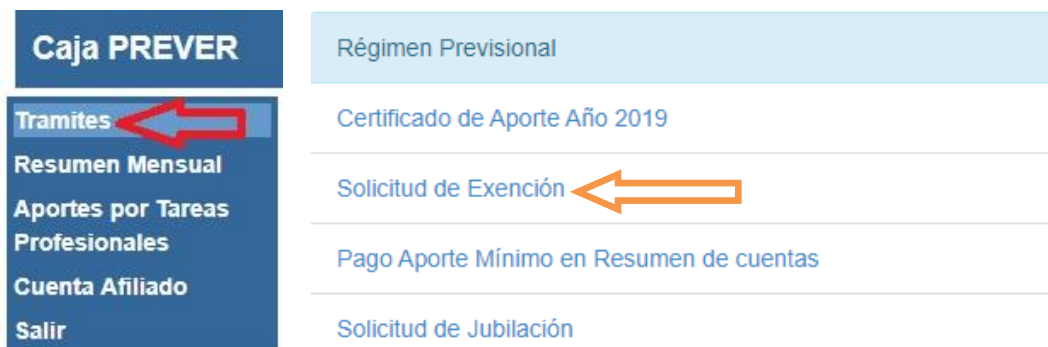 Caja PREVER
Tramites
Resumen Mensual
Aportes por Tareas
Profesionales
Cuenta Afiliado
Salir
Régimen Previsional
Certificado de Aporte Año 2019
Solicitud de Exención
Pago Aporte Mínimo en Resumen de cuentas
Solicitud de Jubilación